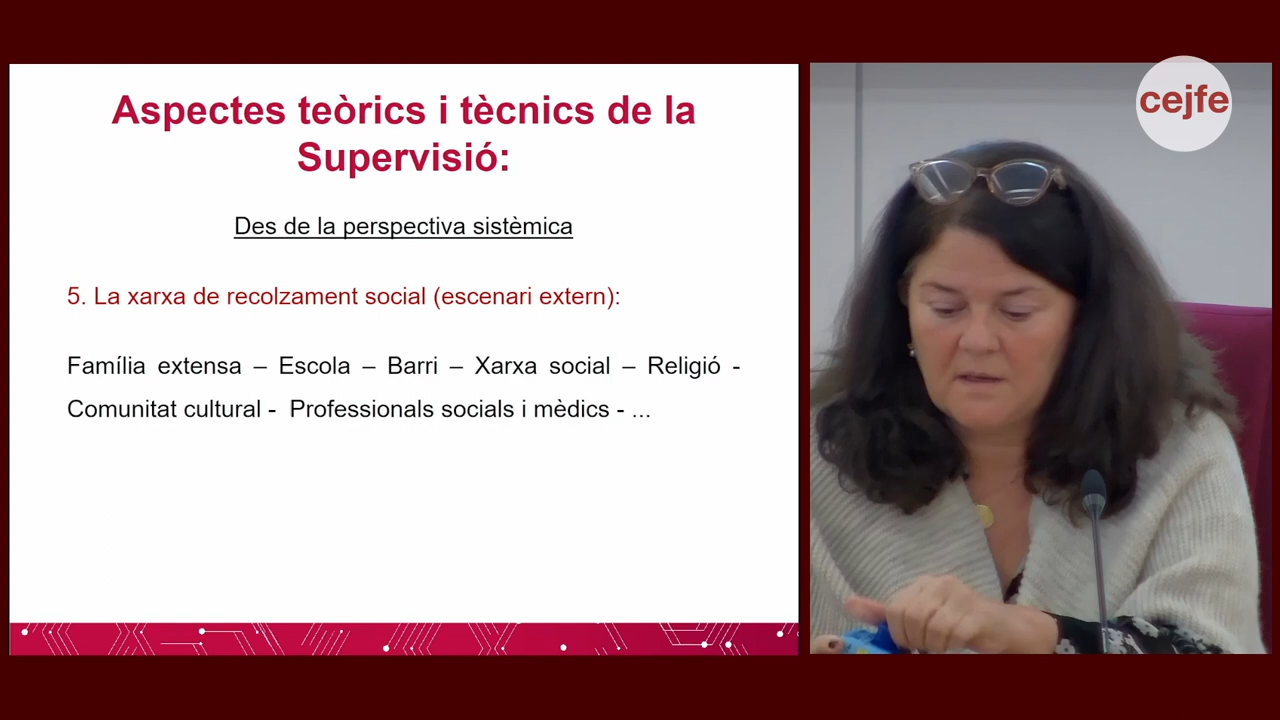 Aspectes teòrics i tècnics de la
Supervisió:
Des de la perspectiva sistèmica
5. La xarxa de recolzament social (escenari extern):
Família extensa – Escola – Barri – Xarxa social – Religió -
Comunitat cultural - Professionals socials i mèdics - ...
cejfe